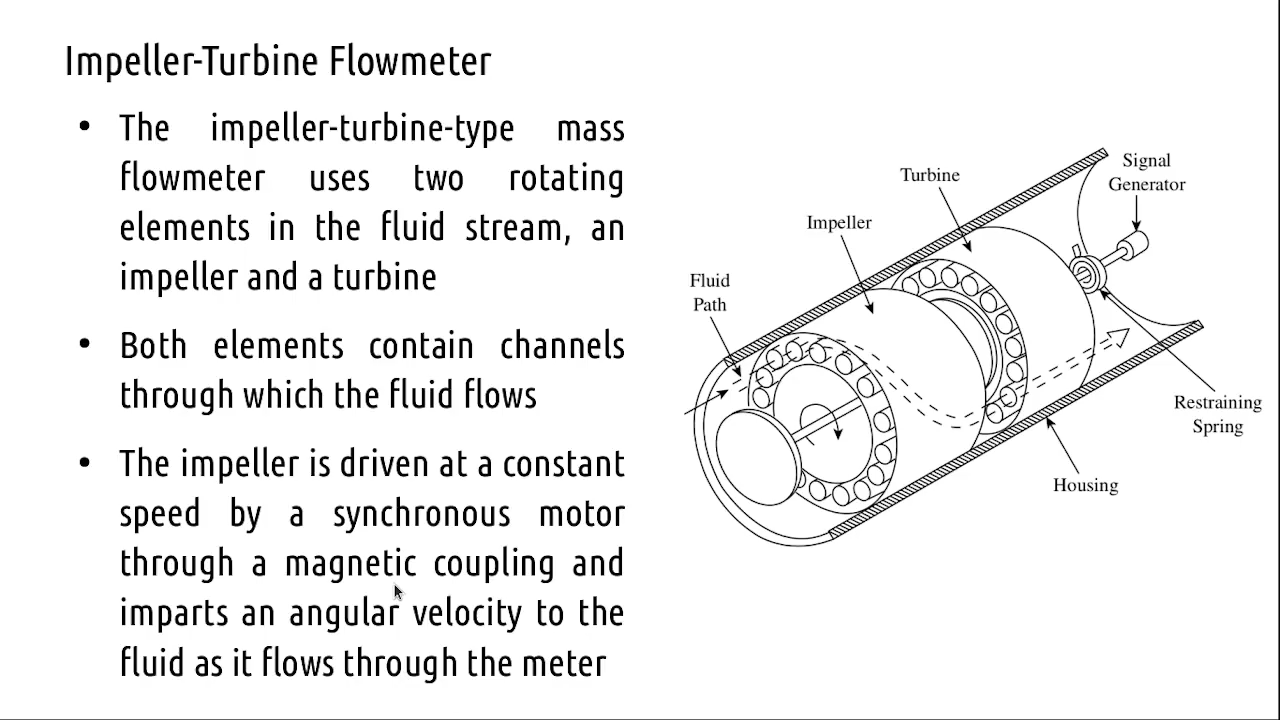 Impeller-Turbine Flowmeter
• The impeller-turbine-type mass
flowmeter uses two rotating
elements in the fluid stream, an
impeller and a turbine
• Both elements contain channels
through which the fluid flows
• The impeller is driven at a constant
speed by a synchronous motor
through a magnetic coupling and
imparts an angular velocity to the
fluid as it flows through the meter
Signal
Generator
Turbine
Impeller
Fluid
Path
Restraining
Spring
Housing